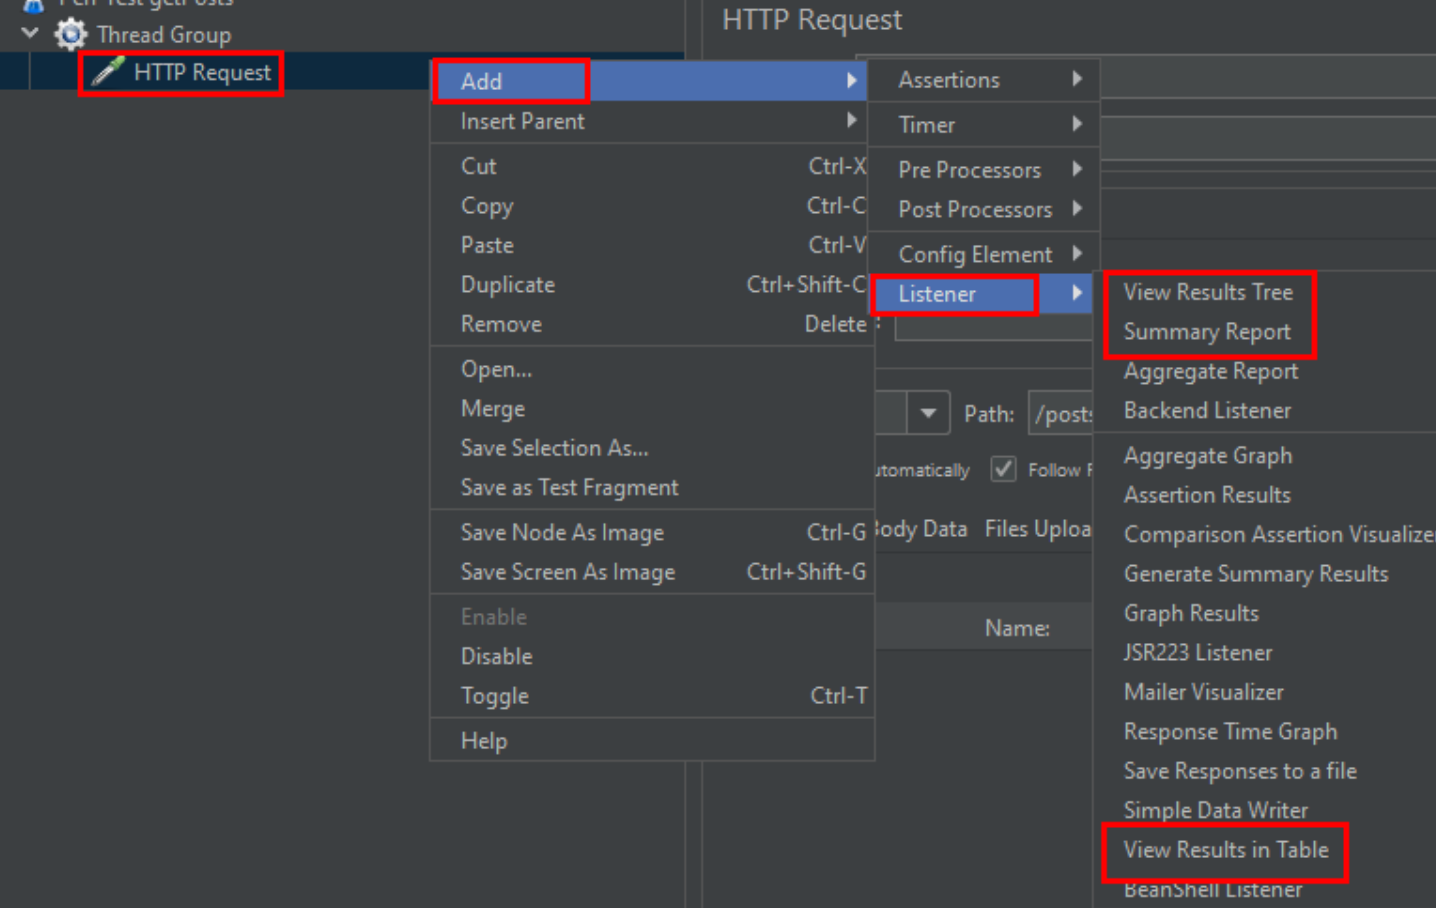 Perf Test getPosts
Thread Group
HTTP Request
HTTP Request
Add
Insert Parent
Cut Ctrl-X
Copy Ctrl-C
Paste Ctrl-V
Duplicate Ctrl+Shift-C
Remove Delete
Open...
Merge
Save Selection As...
Save as Test Fragment
Save Node As Image Ctrl-G
Save Screen As Image Ctrl+Shift-G
Enable
Disable
Toggle Ctrl-T
Help
Assertions
Timer
Pre Processors
Post Processors
Config Element
Listener
:
Path: /posts
utomatically Follow
Body Data Files Uploa
Name:
View Results Tree
Summary Report
Aggregate Report
Backend Listener
Aggregate Graph
Assertion Results
Comparison Assertion Visualizer
Generate Summary Results
Graph Results
JSR223 Listener
Mailer Visualizer
Response Time Graph
Save Responses to a file
Simple Data Writer
View Results in Table
BeanShell Listener